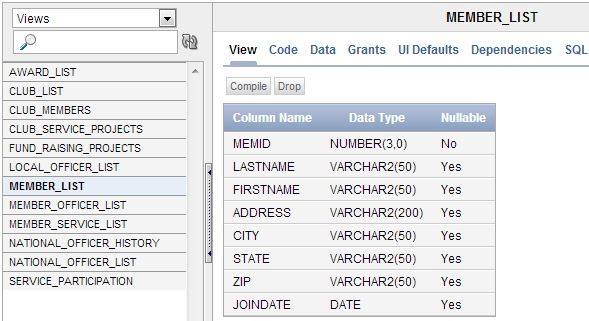 Views
AWARD_LIST
CLUB_LIST
CLUB_MEMBERS
CLUB_SERVICE_PROJECTS
FUND_RAISING_PROJECTS
LOCAL_OFFICER_LIST
MEMBER_LIST
MEMBER_OFFICER_LIST
MEMBER_SERVICE_LIST
NATIONAL_OFFICER_HISTORY
NATIONAL_OFFICER_LIST
SERVICE_PARTICIPATION
MEMBER_LIST
View Code Data Grants UI Defaults Dependencies SQL
Compile Drop
Column Name Data Type Nullable
MEMID NUMBER(3,0) No
LASTNAME VARCHAR2(50) Yes
FIRSTNAME VARCHAR2(50) Yes
ADDRESS VARCHAR2(200) Yes
CITY VARCHAR2(50) Yes
STATE VARCHAR2(50) Yes
ZIP VARCHAR2(50) Yes
JOINDATE DATE Yes